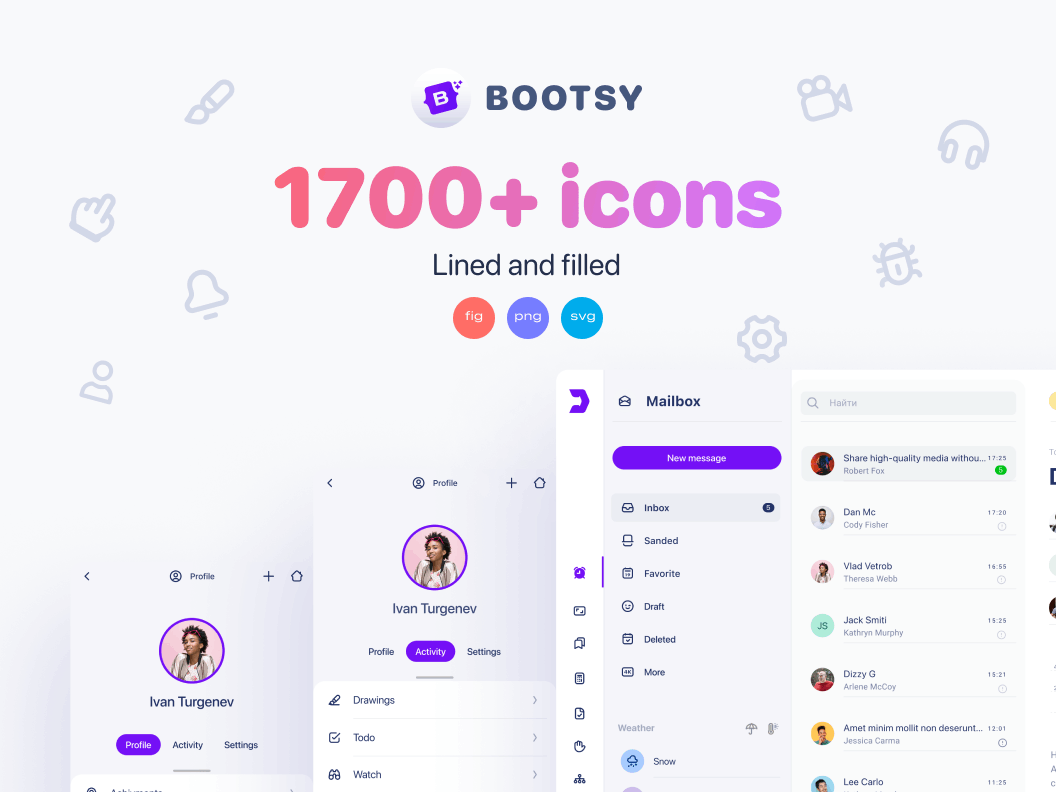 B BOOTSY
1700+ icons
Lined and filled
fig png svg
Profile
Ivan Turgenev
Profile Activity Settings
Profile
Ivan Turgenev
Profile Activity Settings
Drawings
Todo
Watch
Mailbox
New message
Inbox 5
Sanded
Favorite
Draft
Deleted
4K More
Weather
Snow
Найти
Share high-quality media withou... 17:25
Robert Fox 5
Dan Mc 17:20
Cody Fisher
Vlad Vetrob 16:55
Theresa Webb
JS Jack Smiti 15:25
Kathryn Murphy
Dizzy G 15:21
Arlene McCoy
Amet minim mollit non deserunt... 12:01
Jessica Carma
Lee Carlo 11:25